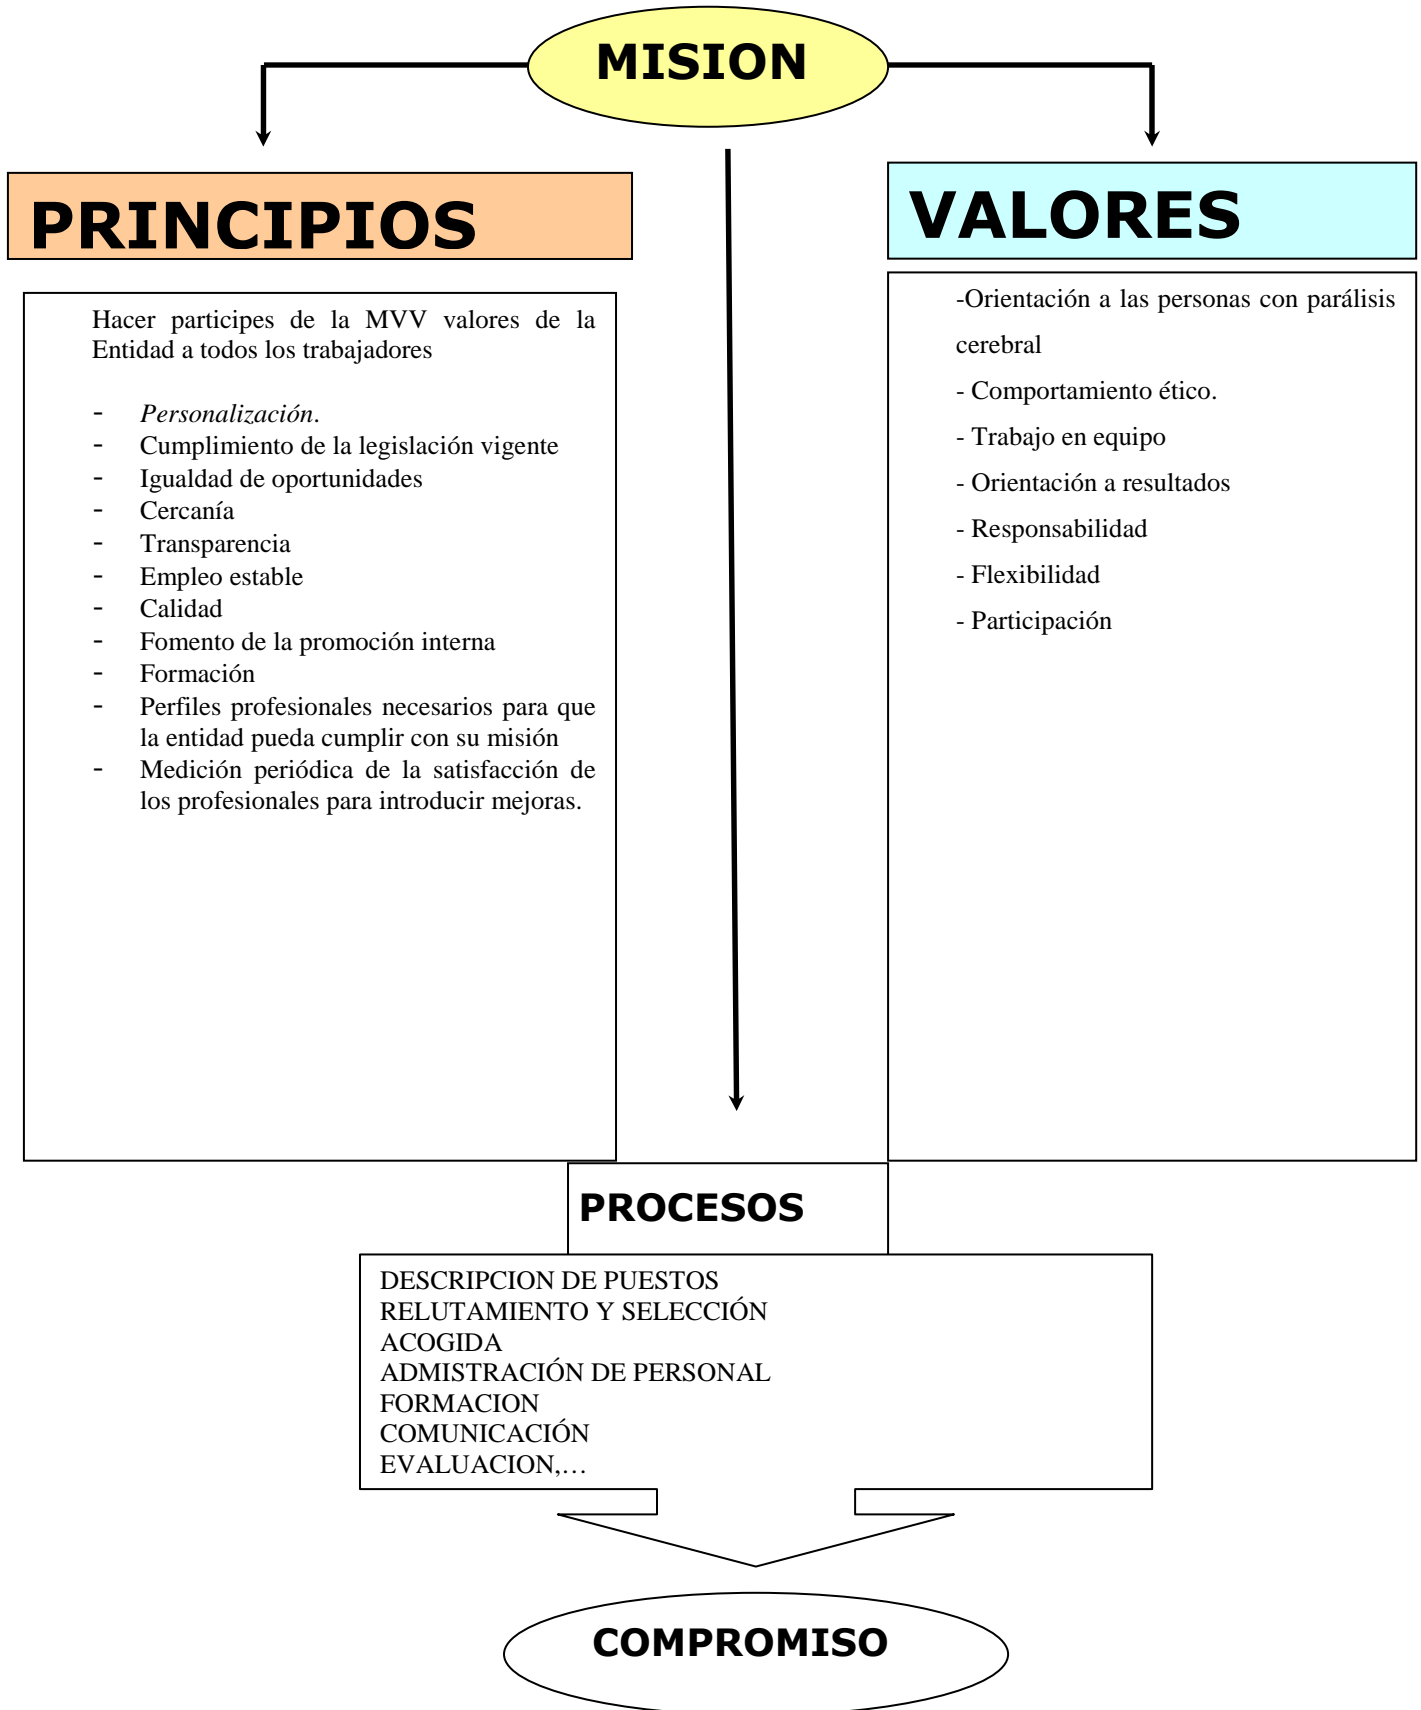 MISION
PRINCIPIOS
Hacer participes de la MVV valores de la
Entidad a todos los trabajadores
- Personalización.
- Cumplimiento de la legislación vigente
- Igualdad de oportunidades
- Cercanía
- Transparencia
- Empleo estable
- Calidad
- Fomento de la promoción interna
- Formación
- Perfiles profesionales necesarios para que
la entidad pueda cumplir con su misión
- Medición periódica de la satisfacción de
los profesionales para introducir mejoras.
VALORES
-Orientación a las personas con parálisis
cerebral
- Comportamiento ético.
- Trabajo en equipo
- Orientación a resultados
- Responsabilidad
- Flexibilidad
- Participación
PROCESOS
DESCRIPCION DE PUESTOS
RELUTAMIENTO Y SELECCIÓN
ACOGIDA
ADMISTRACIÓN DE PERSONAL
FORMACION
COMUNICACIÓN
EVALUACION,…
COMPROMISO